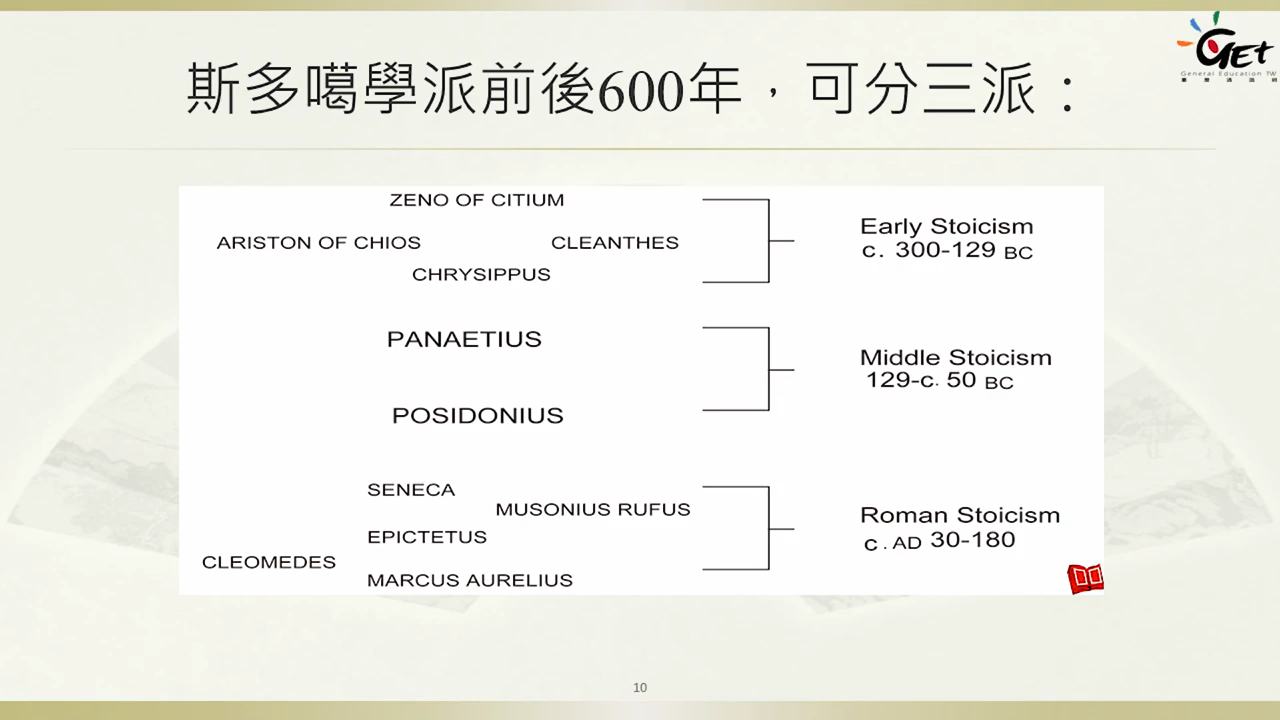 GET
General Education TW
斯多噶學派前後600年，可分三派：
ZENO OF CITIUM
ARISTON OF CHIOS
CLEANTHES
CHRYSIPPUS
Early Stoicism
c. 300-129 BC
PANAETIUS
POSIDONIUS
Middle Stoicism
129-c. 50 BC
SENECA
MUSONIUS RUFUS
EPICTETUS
CLEOMEDES
MARCUS AURELIUS
Roman Stoicism
c. AD 30-180
10